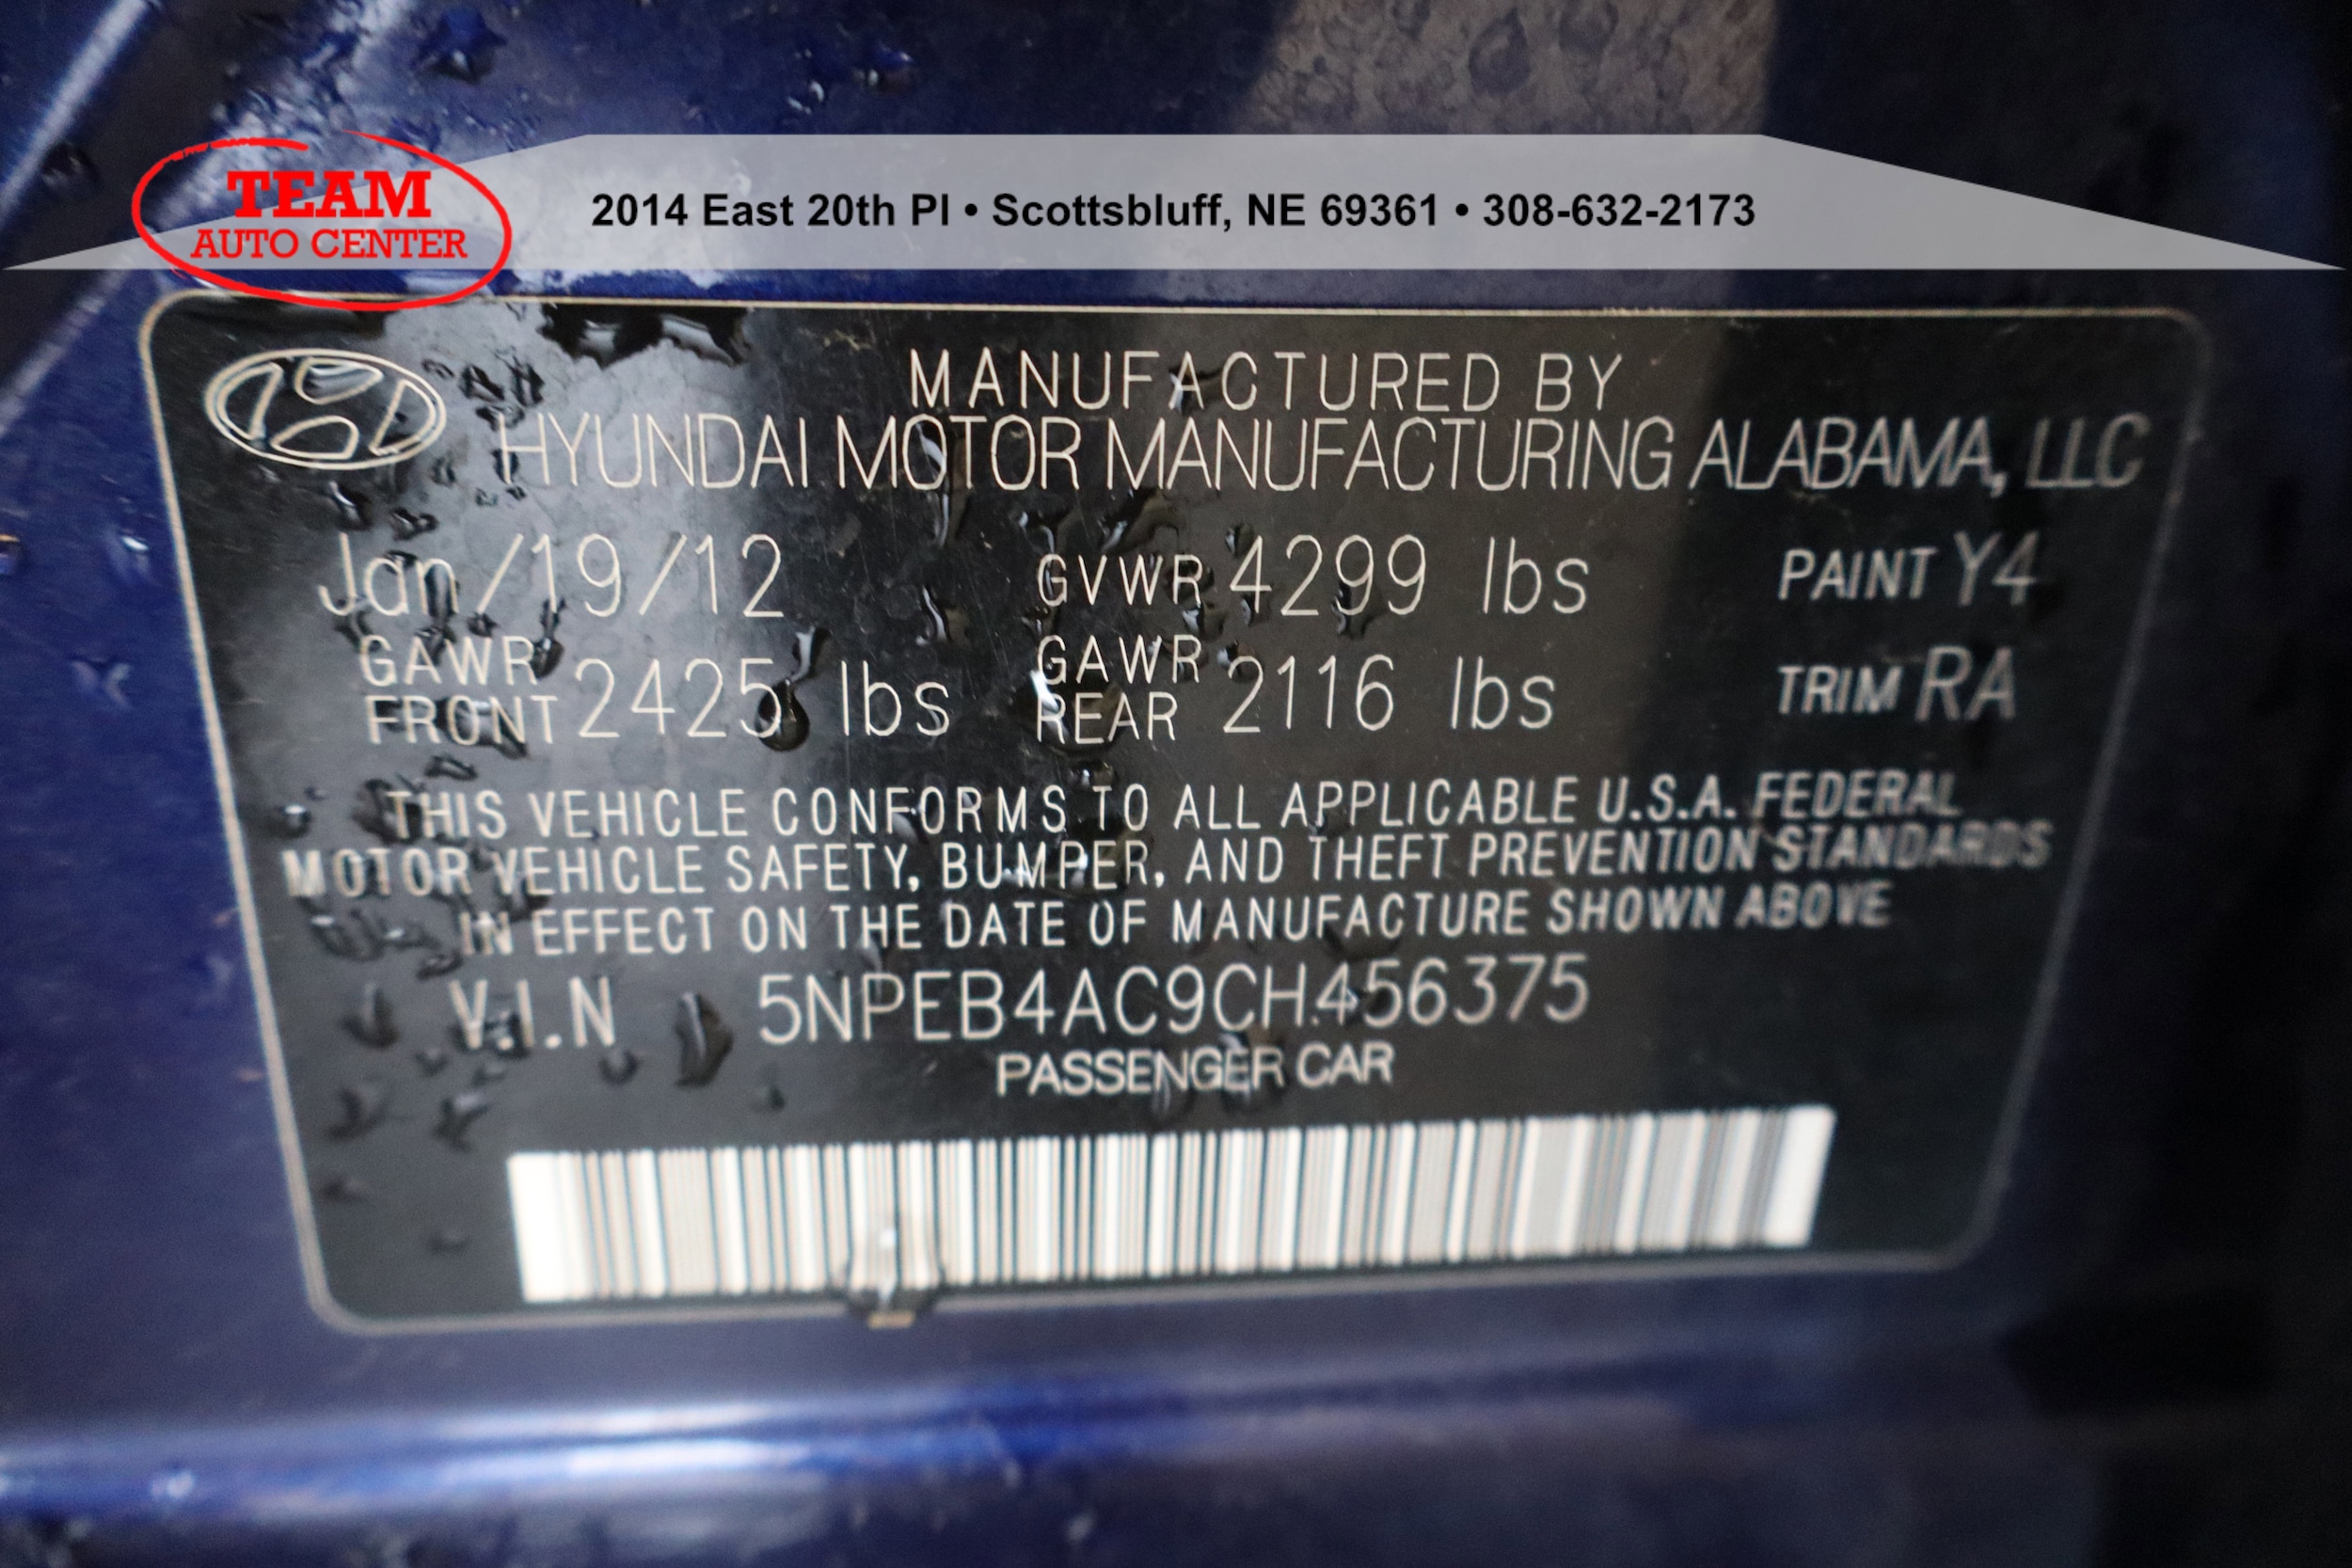 TEAM
AUTO CENTER
2014 East 20th Pl • Scottsbluff, NE 69361 • 308-632-2173
MANUFACTURED BY
HYUNDAI MOTOR MANUFACTURING ALABAMA, LLC
Jan/19/12 GVWR 4299 lbs PAINT Y4
GAWR FRONT 2425 lbs GAWR REAR 2116 lbs TRIM RA
THIS VEHICLE CONFORMS TO ALL APPLICABLE U.S.A. FEDERAL
MOTOR VEHICLE SAFETY, BUMPER, AND THEFT PREVENTION STANDARDS
IN EFFECT ON THE DATE OF MANUFACTURE SHOWN ABOVE
V.I.N 5NPEB4AC9CH456375
PASSENGER CAR